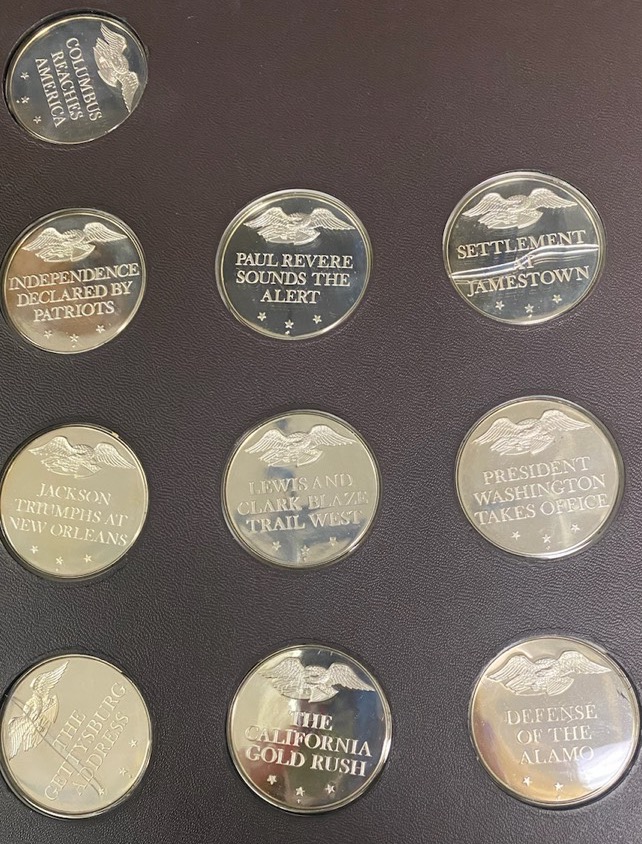 COLUMBUS
REACHES
AMERICA
INDEPENDENCE
DECLARED BY
PATRIOTS
PAUL REVERE
SOUNDS THE
ALERT
SETTLEMENT
AT
JAMESTOWN
JACKSON
TRIUMPHS AT
NEW ORLEANS
LEWIS AND
CLARK BLAZE
TRAIL WEST
PRESIDENT
WASHINGTON
TAKES OFFICE
THE
GETTYSBURG
ADDRESS
THE
CALIFORNIA
GOLD RUSH
DEFENSE
OF THE
ALAMO